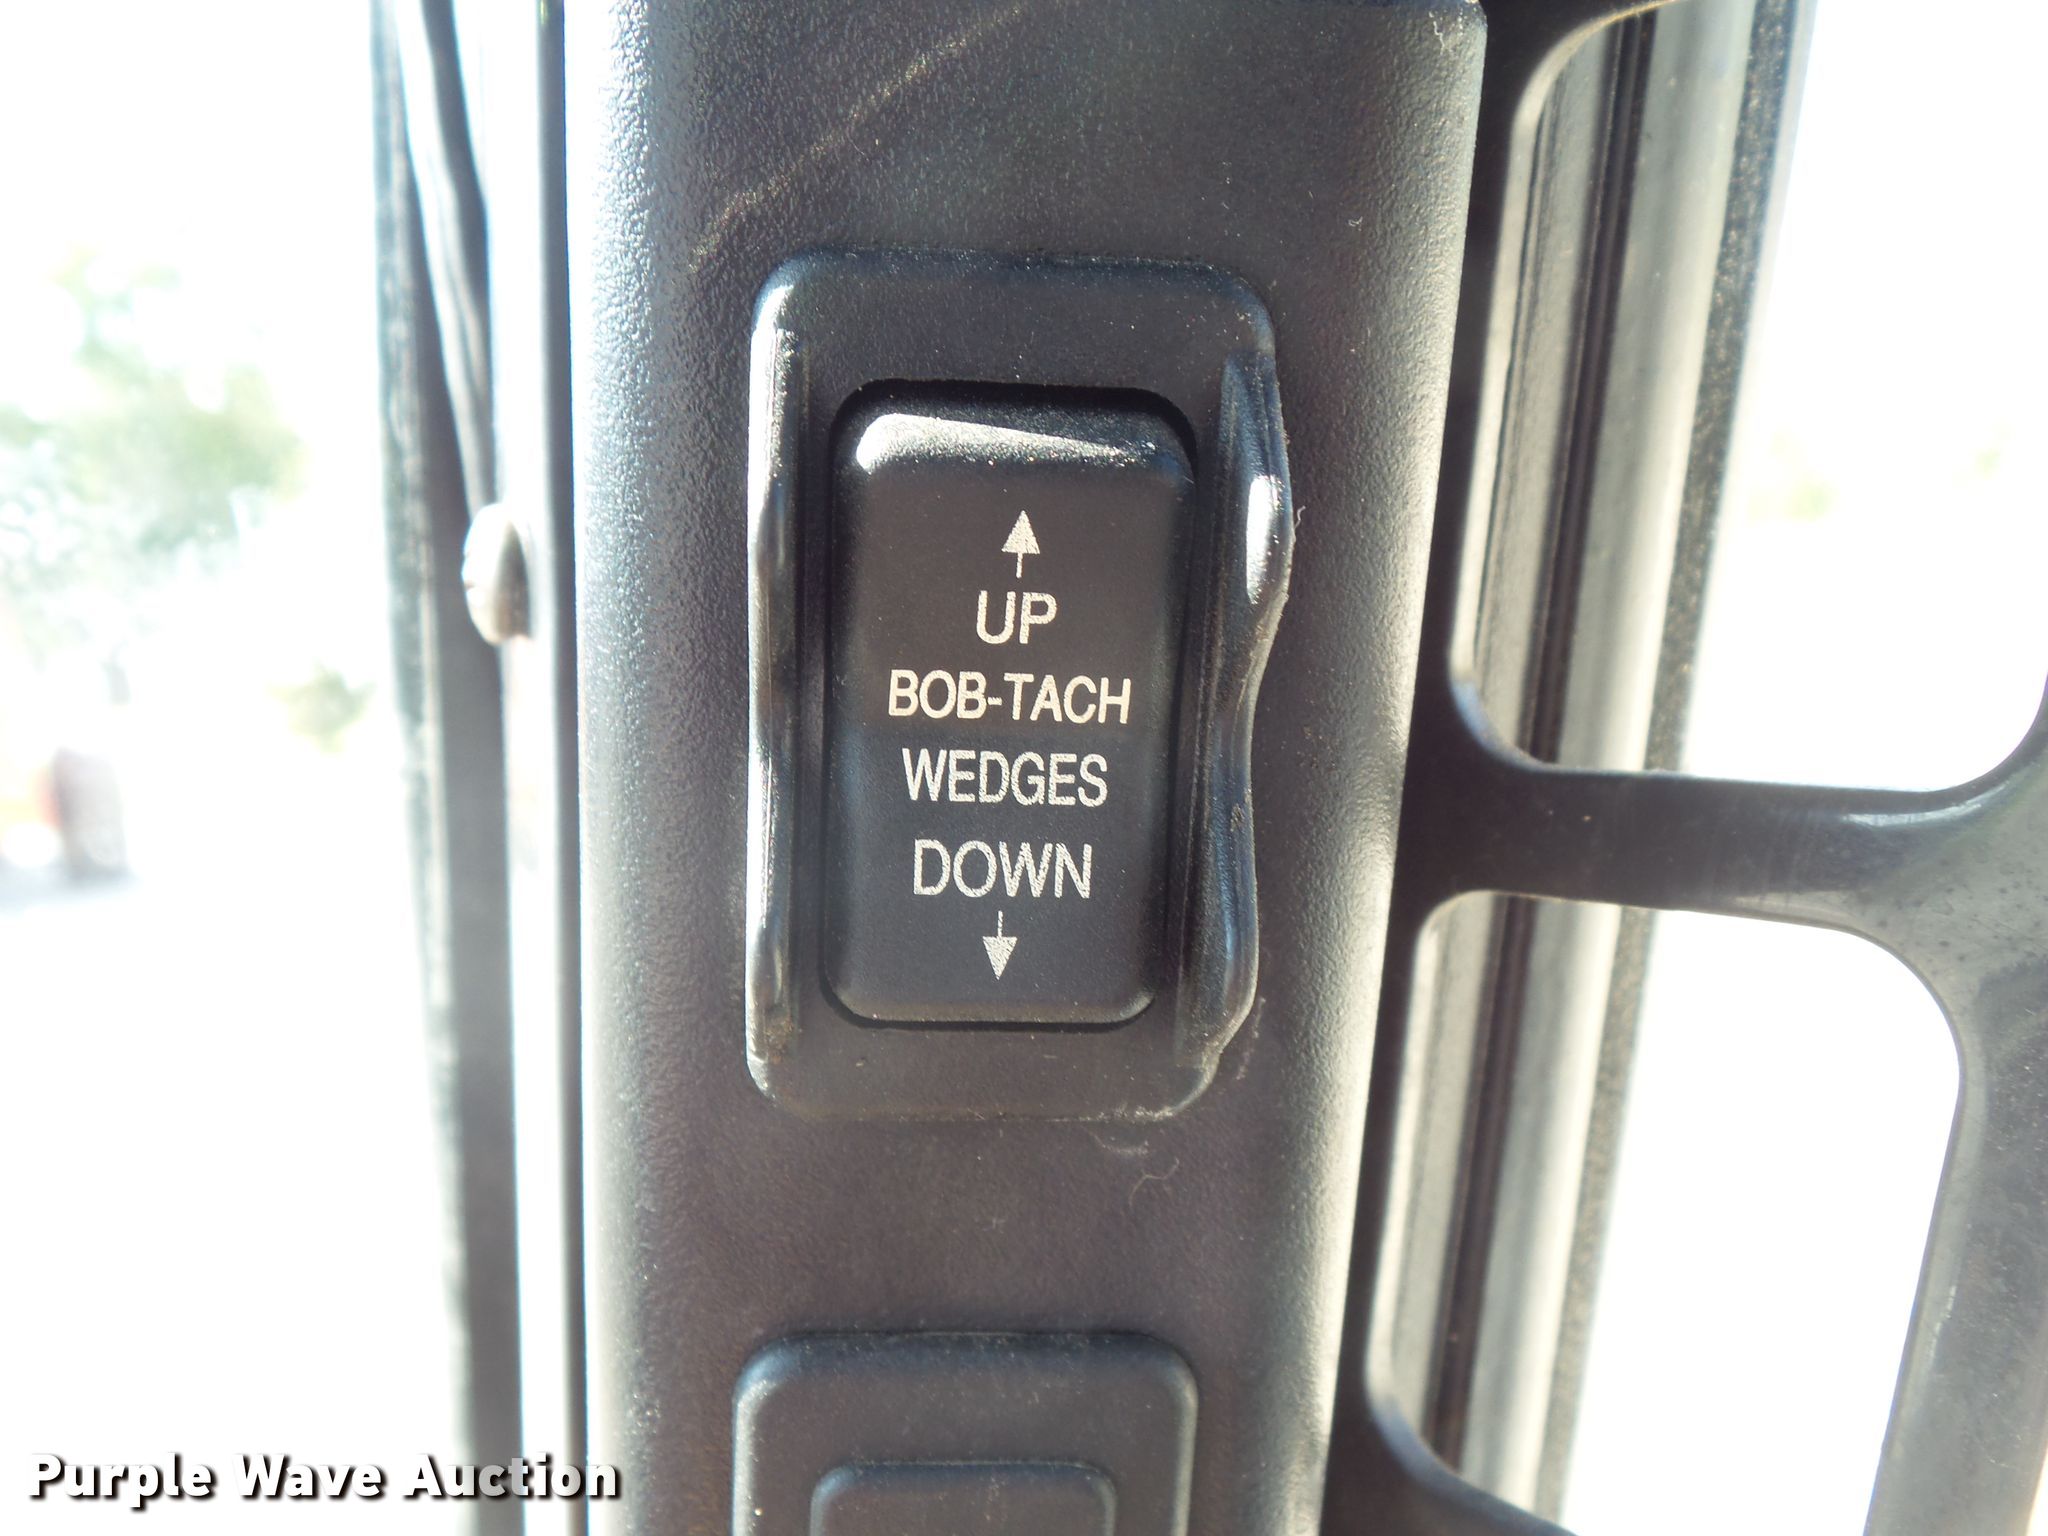 UP
BOB-TACH
WEDGES
DOWN
Purple Wave Auction